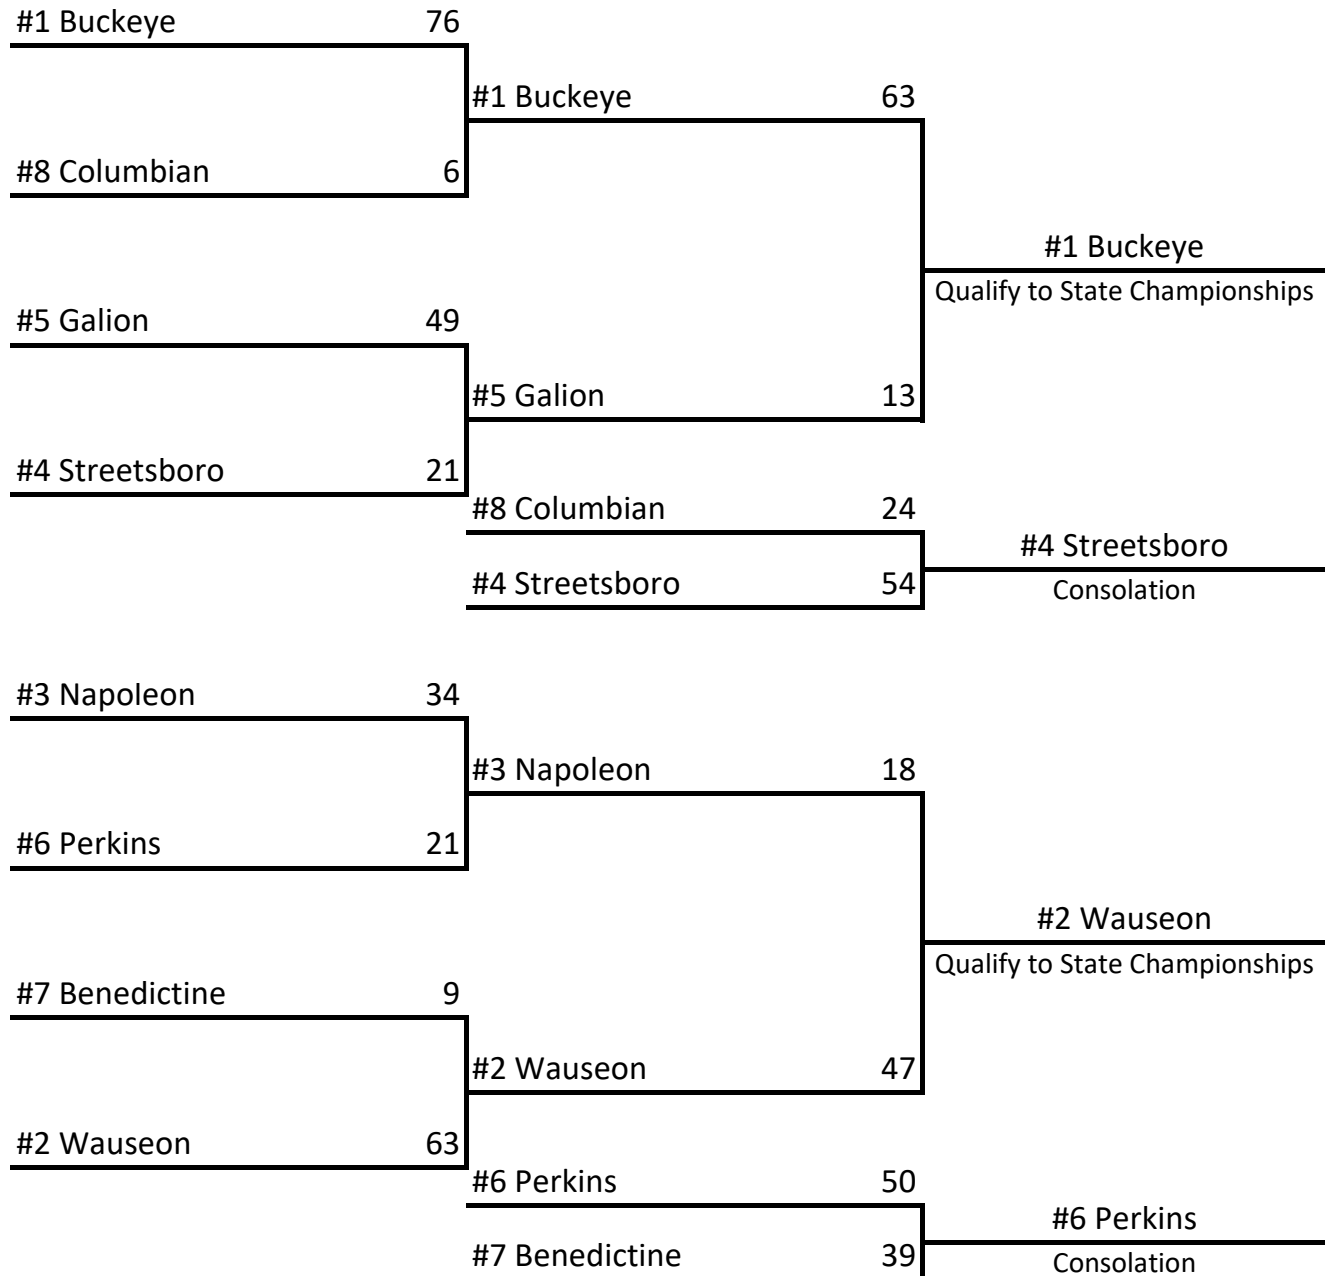 #1 Buckeye 76
#1 Buckeye 63
#8 Columbian 6
#1 Buckeye
Qualify to State Championships
#5 Galion 49
#5 Galion 13
#4 Streetsboro 21
#8 Columbian 24
#4 Streetsboro
#4 Streetsboro 54
Consolation
#3 Napoleon 34
#3 Napoleon 18
#6 Perkins 21
#2 Wauseon
Qualify to State Championships
#7 Benedictine 9
#2 Wauseon 47
#2 Wauseon 63
#6 Perkins 50
#6 Perkins
#7 Benedictine 39
Consolation